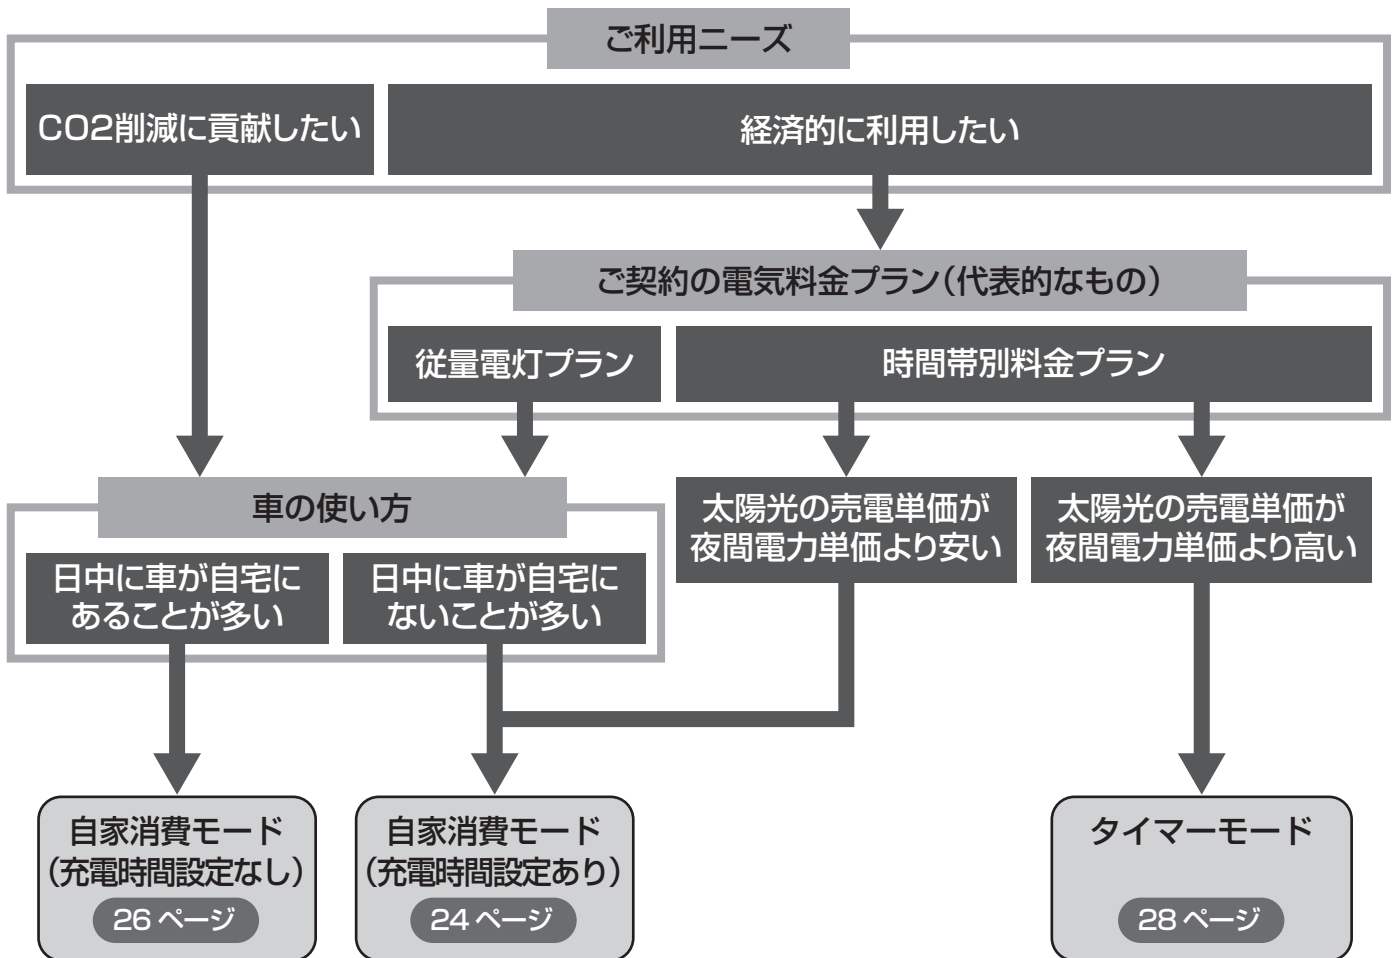 ご利用ニーズ
CO2削減に貢献したい
経済的に利用したい
ご契約の電気料金プラン（代表的なもの）
従量電灯プラン
時間帯別料金プラン
車の使い方
太陽光の売電単価が
夜間電力単価より安い
太陽光の売電単価が
夜間電力単価より高い
日中に車が自宅に
あることが多い
日中に車が自宅に
ないことが多い
自家消費モード
（充電時間設定なし）
26 ページ
自家消費モード
（充電時間設定あり）
24 ページ
タイマーモード
28 ページ